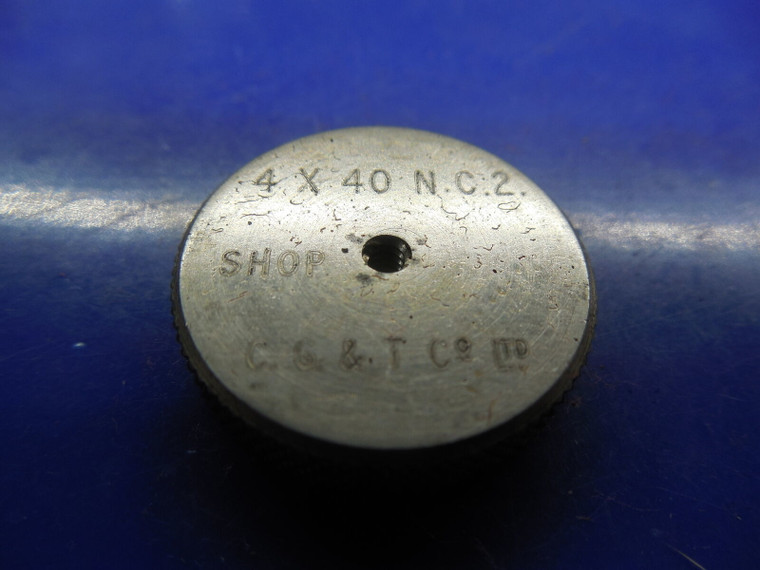 4 X 40 N.C.2.
SHOP
C. G. & T Co LTD